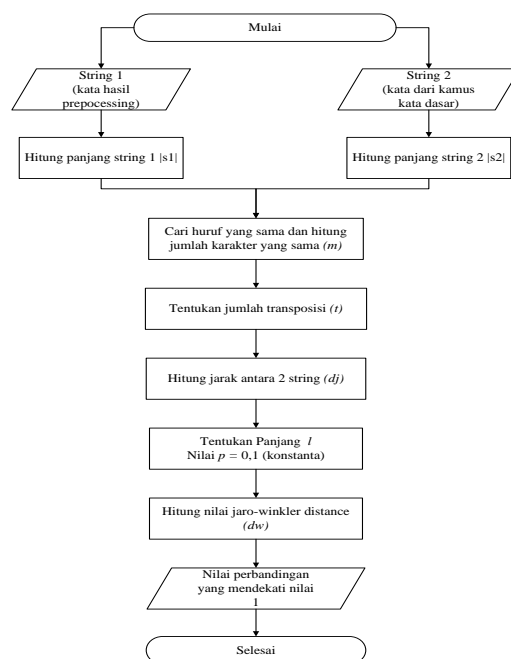 Mulai
String 1
(kata hasil
prepocessing)
String 2
(kata dari kamus
kata dasar)
Hitung panjang string 1 |s1|
Hitung panjang string 2 |s2|
Cari huruf yang sama dan hitung
jumlah karakter yang sama (m)
Tentukan jumlah transposisi (t)
Hitung jarak antara 2 string (dj)
Tentukan Panjang l
Nilai p = 0,1 (konstanta)
Hitung nilai jaro-winkler distance
(dw)
Nilai perbandingan
yang mendekati nilai
1
Selesai